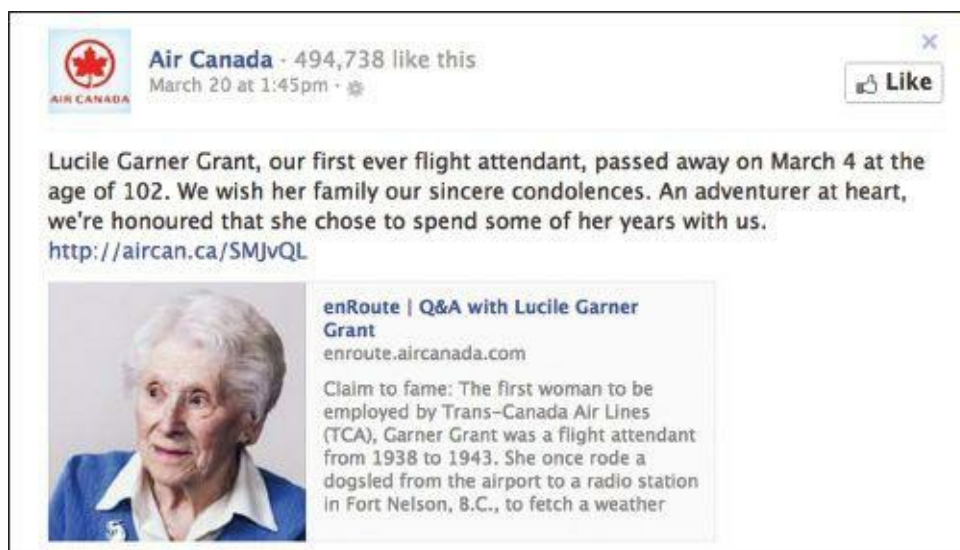 Air Canada · 494,738 like this
March 20 at 1:45pm ·
AIR CANADA
Like
Lucile Garner Grant, our first ever flight attendant, passed away on March 4 at the
age of 102. We wish her family our sincere condolences. An adventurer at heart,
we're honoured that she chose to spend some of her years with us.
http://aircan.ca/SMJvQL
enRoute | Q&A with Lucile Garner
Grant
enroute.aircanada.com
Claim to fame: The first woman to be
employed by Trans-Canada Air Lines
(TCA), Garner Grant was a flight attendant
from 1938 to 1943. She once rode a
dogsled from the airport to a radio station
in Fort Nelson, B.C., to fetch a weather